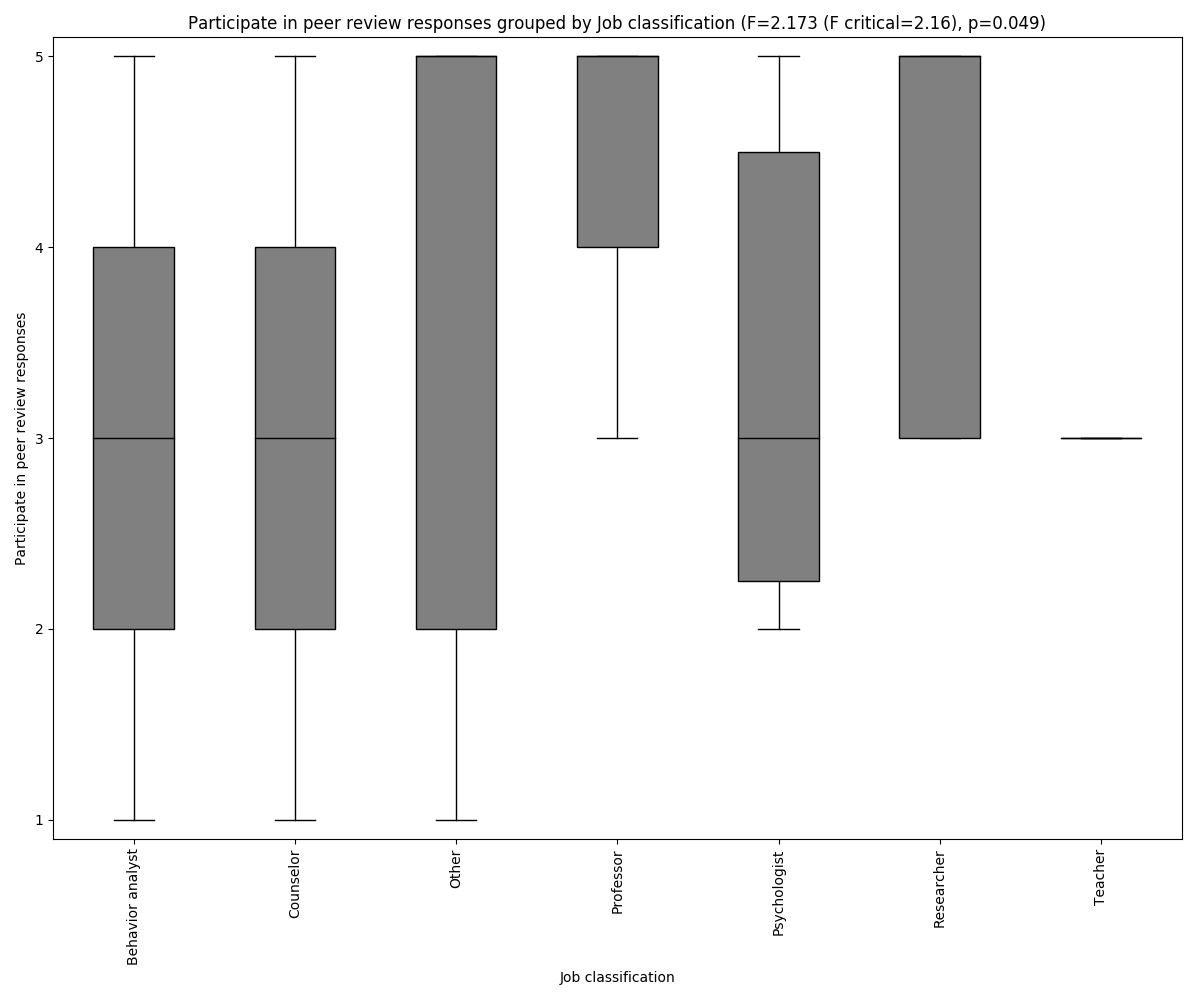 Participate in peer review responses grouped by Job classification (F=2.173 (F critical=2.16), p=0.049)
Participate in peer review responses
5
4
3
2
1
Behavior analyst
Counselor
Other
Professor
Psychologist
Researcher
Teacher
Job classification